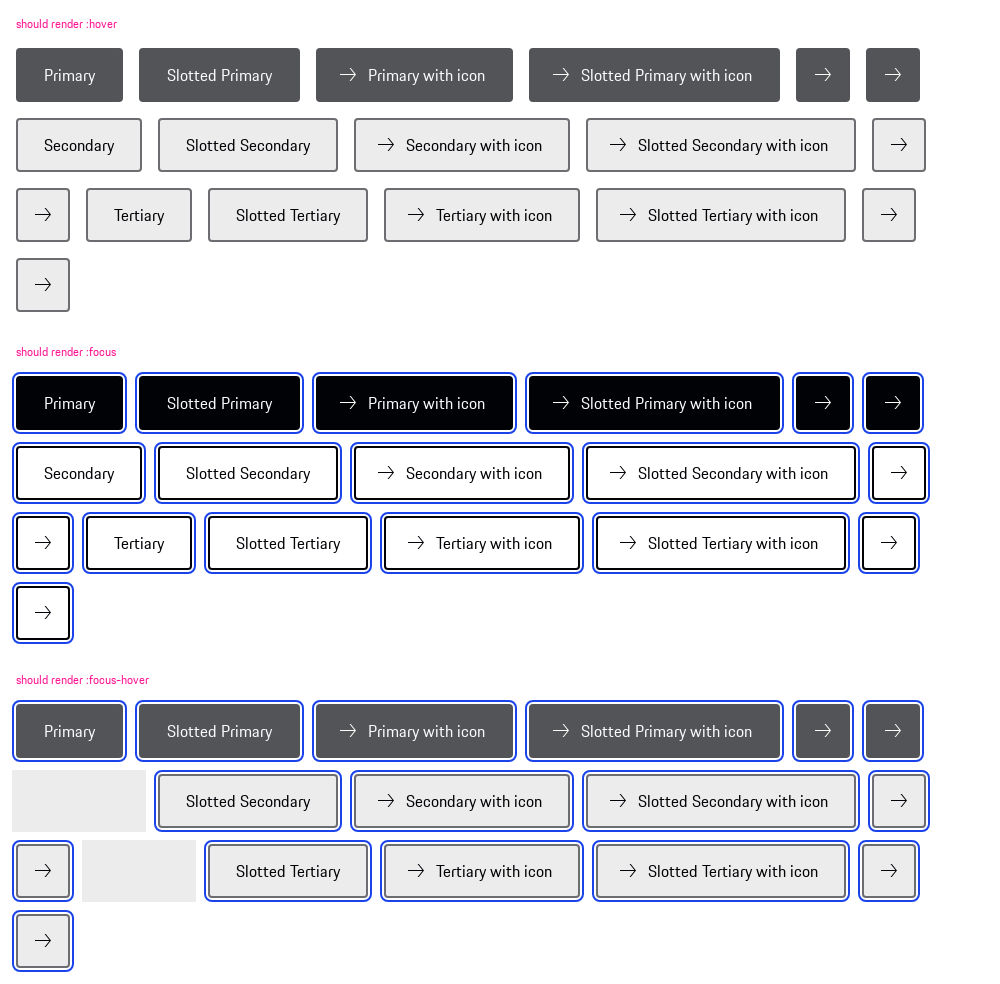 should render :hover
Primary Slotted Primary → Primary with icon → Slotted Primary with icon → →
Secondary Slotted Secondary → Secondary with icon → Slotted Secondary with icon →
→ Tertiary Slotted Tertiary → Tertiary with icon → Slotted Tertiary with icon →
→
should render :focus
Primary Slotted Primary → Primary with icon → Slotted Primary with icon → →
Secondary Slotted Secondary → Secondary with icon → Slotted Secondary with icon →
→ Tertiary Slotted Tertiary → Tertiary with icon → Slotted Tertiary with icon →
→
should render :focus-hover
Primary Slotted Primary → Primary with icon → Slotted Primary with icon → →
Slotted Secondary → Secondary with icon → Slotted Secondary with icon →
→ Slotted Tertiary → Tertiary with icon → Slotted Tertiary with icon →
→